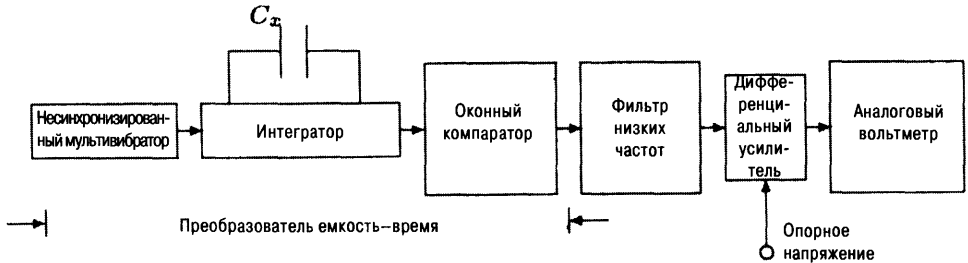 Cₓ
Несинхронизирован-
ный мультивибратор
Интегратор
Оконный
компаратор
Фильтр
низких
частот
Диффе-
ренци-
альный
усили-
тель
Аналоговый
вольтметр
Преобразователь емкость–время
Опорное
напряжение